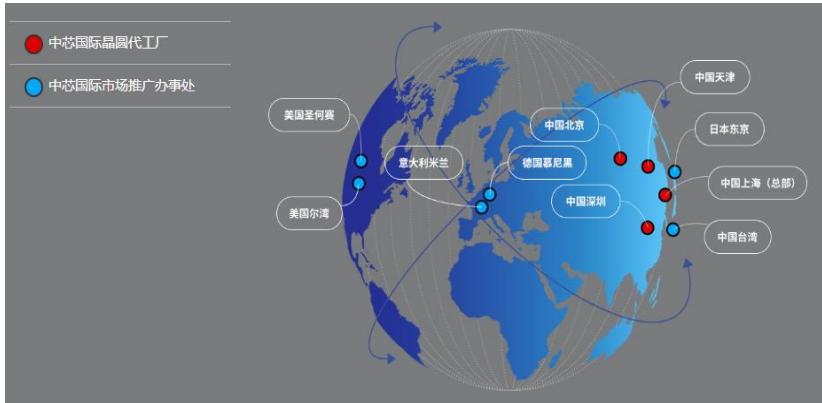 中芯国际晶圆代工厂
中芯国际市场推广办事处
中国天津
美国圣何赛
中国北京
日本东京
意大利米兰
德国慕尼黑
中国上海（总部）
中国深圳
美国尔湾
中国台湾